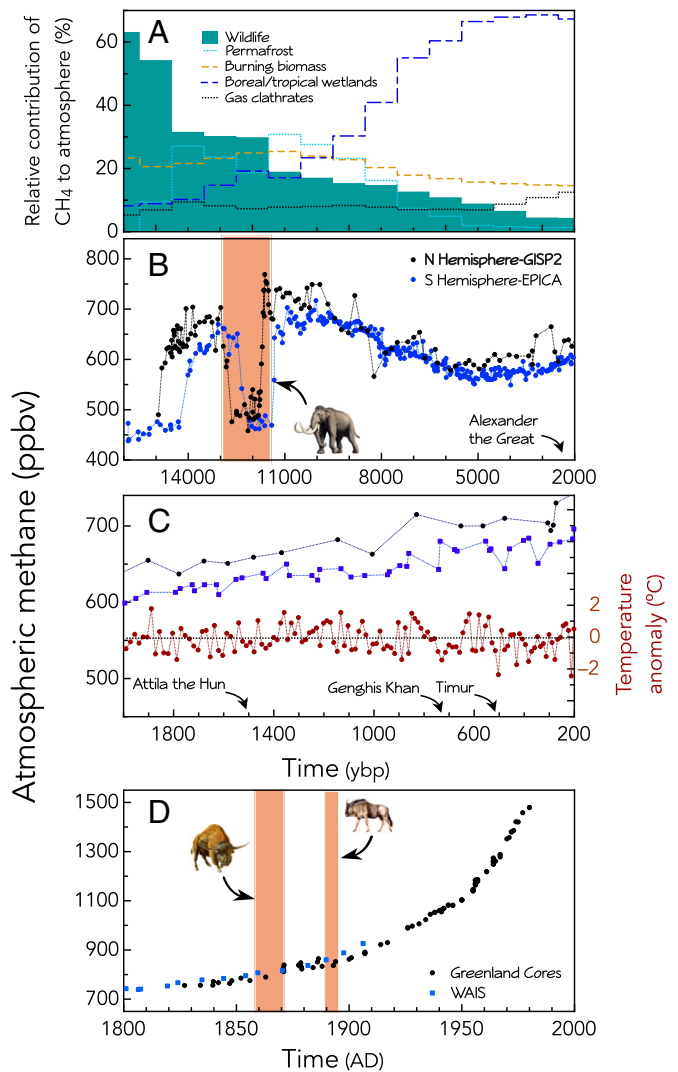 Relative contribution of
CH4 to atmosphere (%)
60
40
20
0
A
Wildlife
Permafrost
Burning biomass
Boreal/tropical wetlands
Gas clathrates
Atmospheric methane (ppbv)
800
700
600
500
400
B
N Hemisphere-GISP2
S Hemisphere-EPICA
Alexander
the Great
14000 11000 8000 5000 2000
700
600
500
C
2
0
−2
Temperature
anomaly (ºC)
Attila the Hun
Genghis Khan
Timur
1800 1400 1000 600 200
Time (ybp)
1500
1300
1100
900
700
D
Greenland Cores
WAIS
1800 1850 1900 1950 2000
Time (AD)